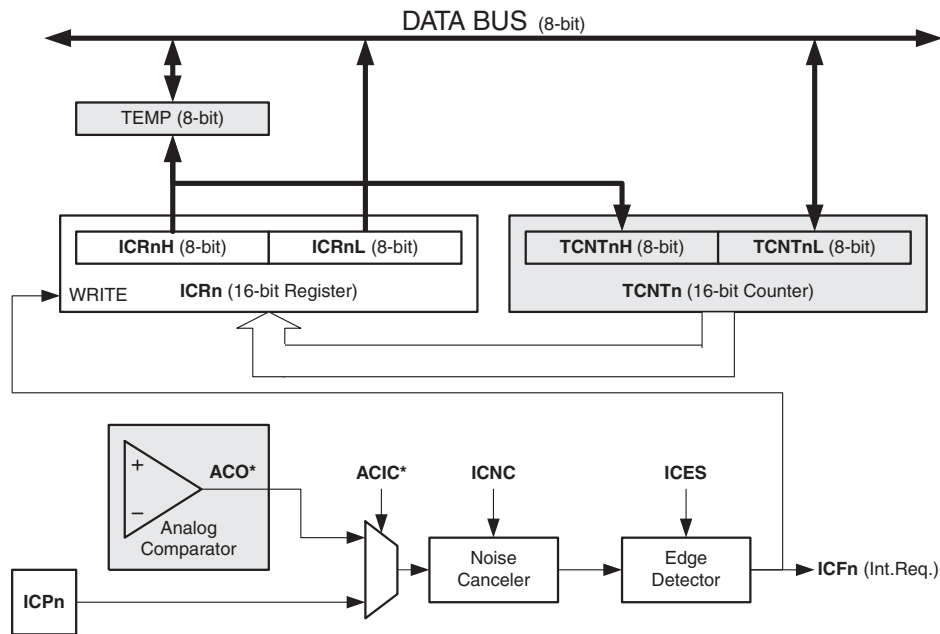 DATA BUS (8-bit)
TEMP (8-bit)
ICRnH (8-bit)
ICRnL (8-bit)
TCNTnH (8-bit)
TCNTnL (8-bit)
WRITE
ICRn (16-bit Register)
TCNTn (16-bit Counter)
+
−
ACO*
Analog
Comparator
ACIC*
ICNC
ICES
Noise
Canceler
Edge
Detector
ICFn (Int.Req.)
ICPn